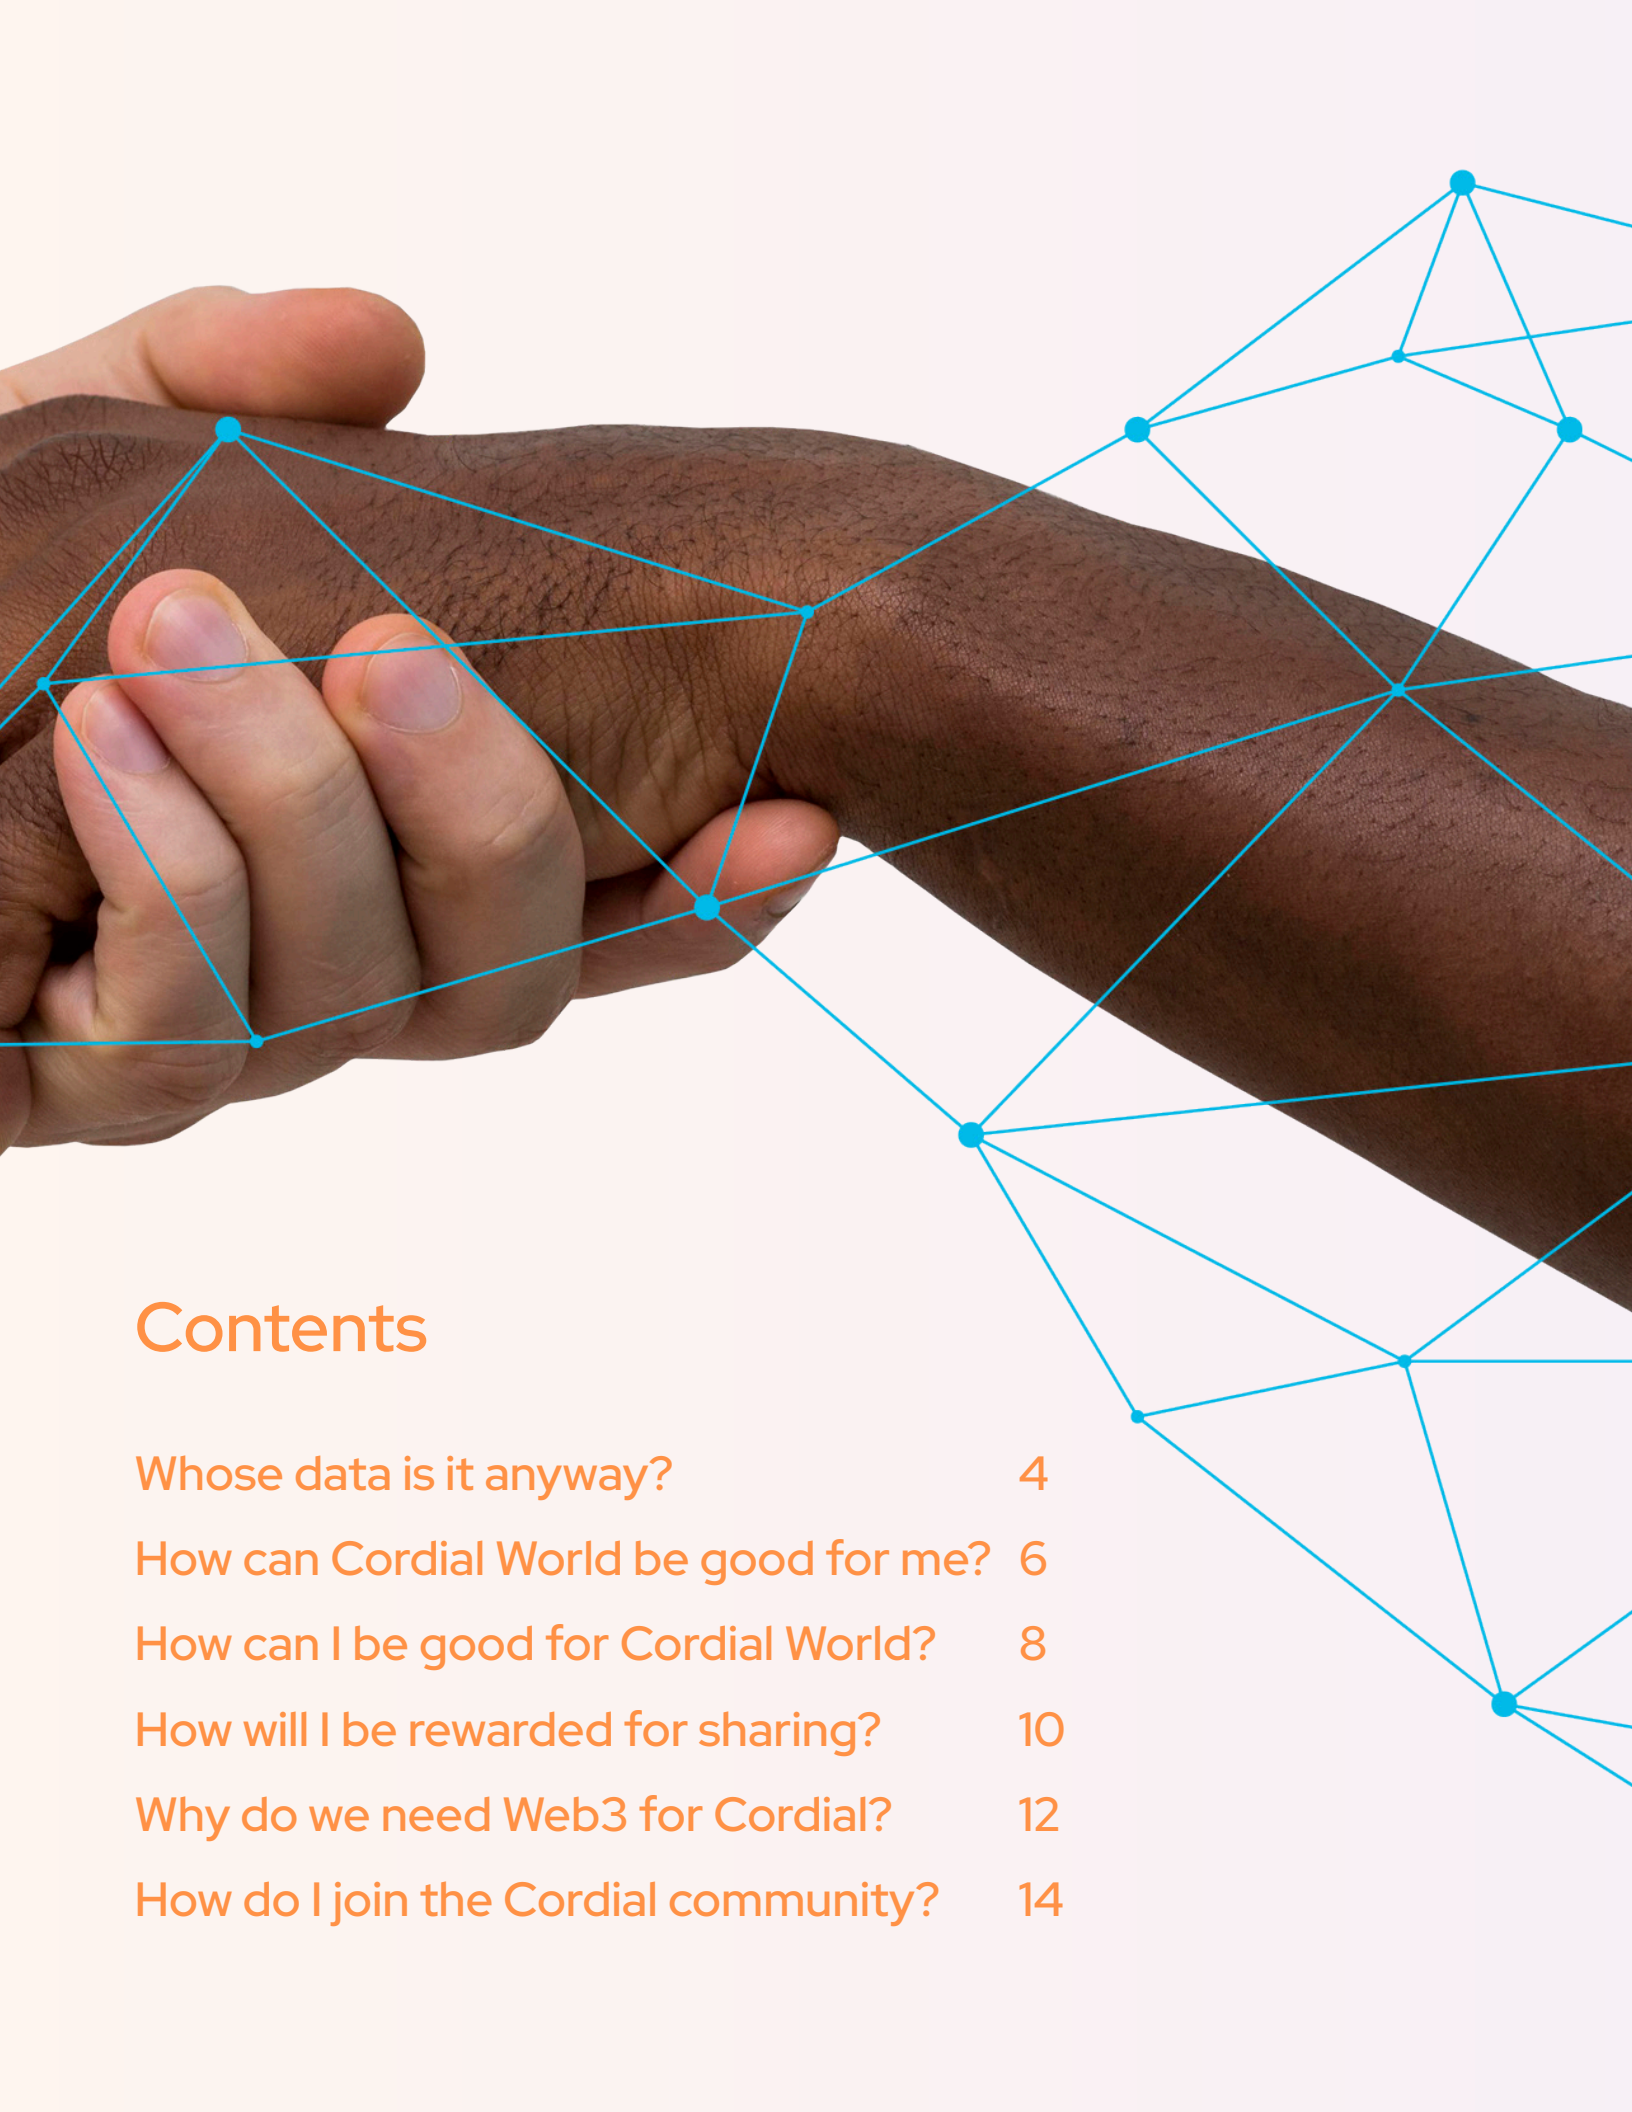 Contents
Whose data is it anyway? 4
How can Cordial World be good for me? 6
How can I be good for Cordial World? 8
How will I be rewarded for sharing? 10
Why do we need Web3 for Cordial? 12
How do I join the Cordial community? 14